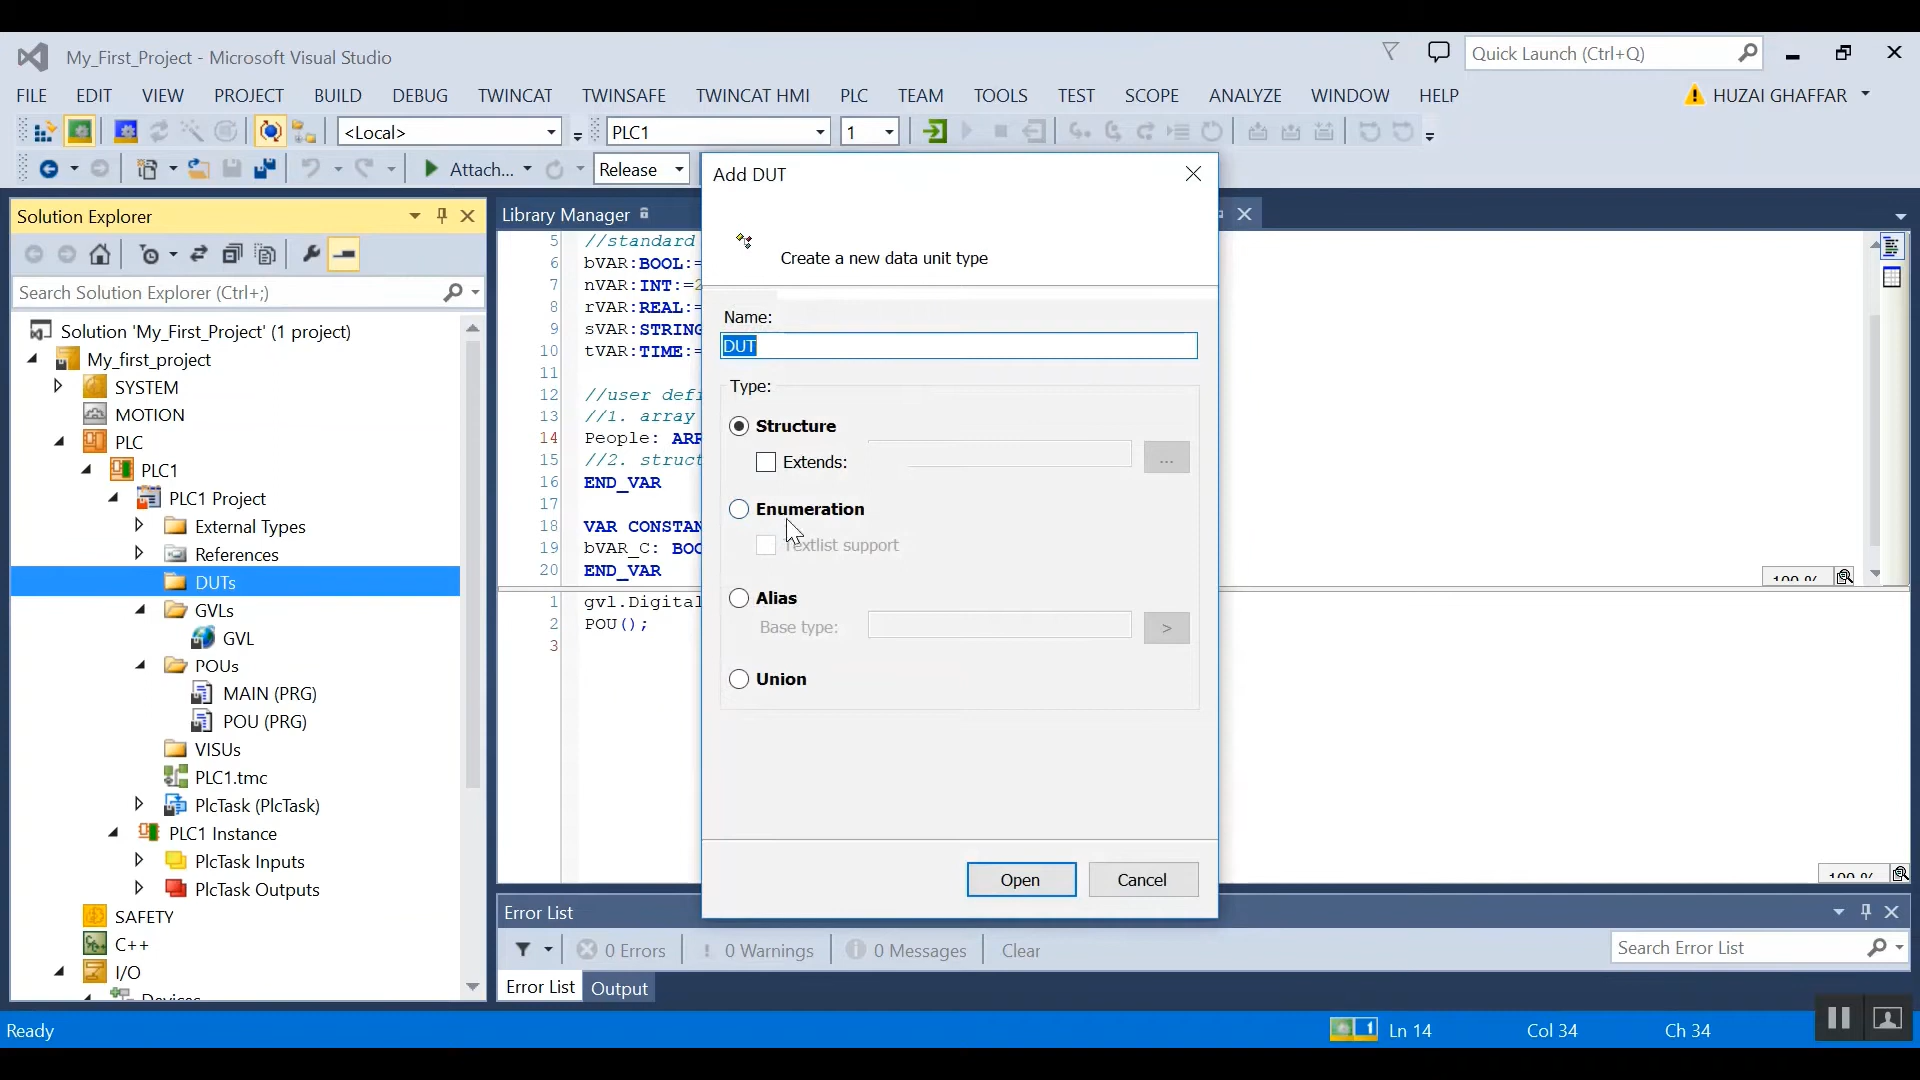 My_First_Project - Microsoft Visual Studio
Quick Launch (Ctrl+Q)
FILE EDIT VIEW PROJECT BUILD DEBUG TWINCAT TWINSAFE TWINCAT HMI PLC TEAM TOOLS TEST SCOPE ANALYZE WINDOW HELP
HUZAI GHAFFAR
<Local> PLC1 1
Attach... Release
Solution Explorer
Search Solution Explorer (Ctrl+;)
Solution 'My_First_Project' (1 project)
My_first_project
SYSTEM
MOTION
PLC
PLC1
PLC1 Project
External Types
References
DUTs
GVLs
GVL
POUs
MAIN (PRG)
POU (PRG)
VISUs
PLC1.tmc
PlcTask (PlcTask)
PLC1 Instance
PlcTask Inputs
PlcTask Outputs
SAFETY
C++
I/O
Devices
Library Manager
5 //standard
6 bVAR:BOOL:=
7 nVAR:INT:=2
8 rVAR:REAL:=
9 sVAR:STRING
10 tVAR:TIME:=
11
12 //user defi
13 //1. array
14 People: ARR
15 //2. struct
16 END_VAR
17
18 VAR CONSTAN
19 bVAR_C: BOO
20 END_VAR
100 %
1 gvl.Digital
2 POU();
3
100 %
Add DUT
Create a new data unit type
Name:
DUT
Type:
Structure
Extends:
...
Enumeration
Textlist support
Alias
Base type:
>
Union
Open Cancel
Error List
0 Errors 0 Warnings 0 Messages Clear
Search Error List
Error List Output
Ready
1 Ln 14 Col 34 Ch 34